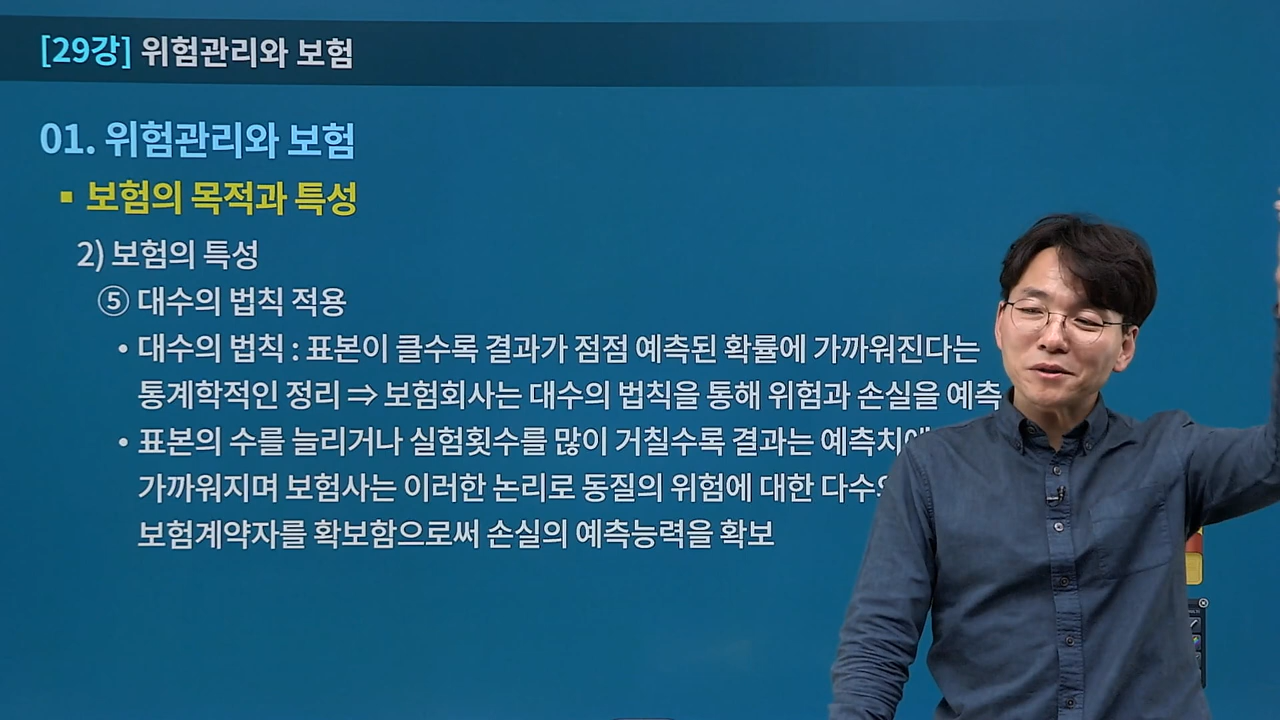 [29강] 위험관리와 보험
01. 위험관리와 보험
▪ 보험의 목적과 특성
2) 보험의 특성
⑤ 대수의 법칙 적용
• 대수의 법칙 : 표본이 클수록 결과가 점점 예측된 확률에 가까워진다는
통계학적인 정리 ⇒ 보험회사는 대수의 법칙을 통해 위험과 손실을 예측
• 표본의 수를 늘리거나 실험횟수를 많이 거칠수록 결과는 예측치에
가까워지며 보험사는 이러한 논리로 동질의 위험에 대한
보험계약자를 확보함으로써 손실의 예측능력을 확보